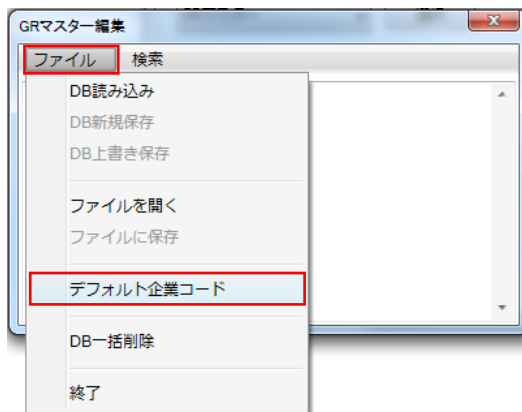 GRマスター編集
ファイル 検索
DB読み込み
DB新規保存
DB上書き保存
ファイルを開く
ファイルに保存
デフォルト企業コード
DB一括削除
終了